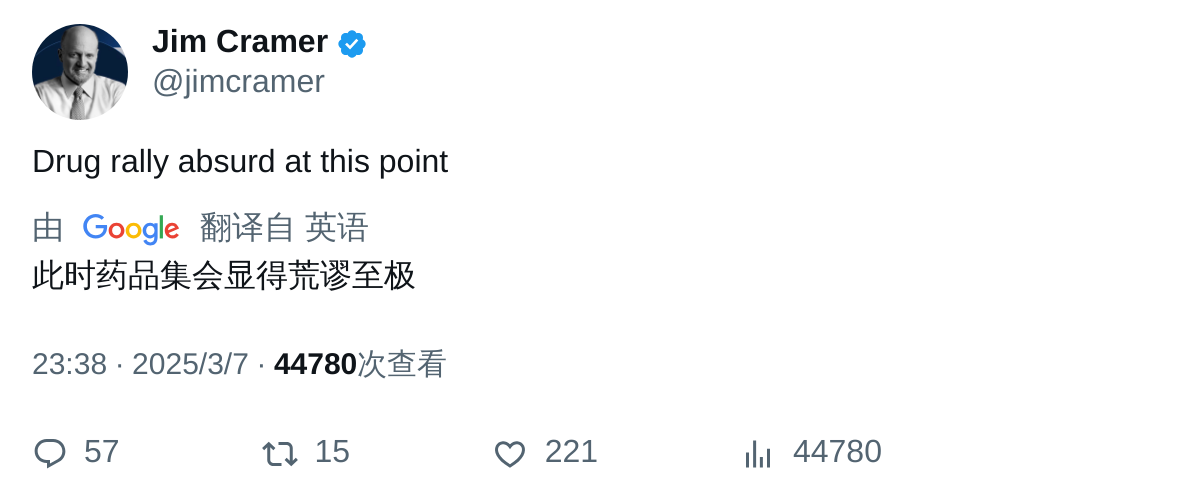 Jim Cramer
@jimcramer
Drug rally absurd at this point
由 Google 翻译自 英语
此时药品集会显得荒谬至极
23:38 · 2025/3/7 · 44780次查看
57 15 221 44780